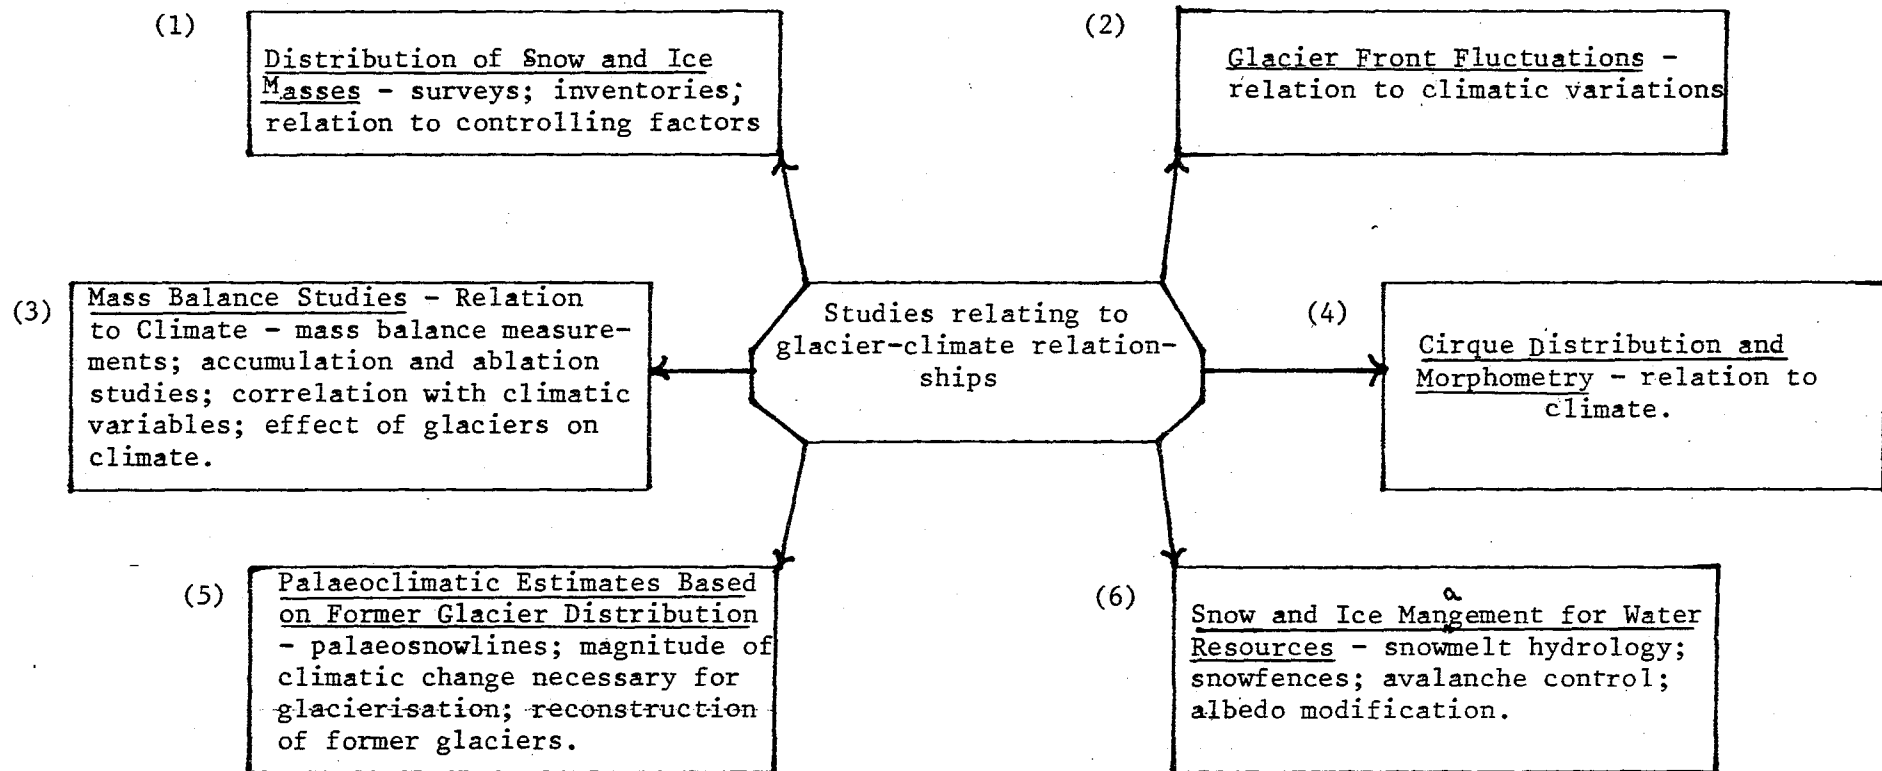 (1)
Distribution of Snow and Ice
Masses - surveys; inventories;
relation to controlling factors
(2)
Glacier Front Fluctuations -
relation to climatic variations
(3)
Mass Balance Studies - Relation
to Climate - mass balance measure-
ments; accumulation and ablation
studies; correlation with climatic
variables; effect of glaciers on
climate.
Studies relating to
glacier-climate relation-
ships
(4)
Cirque Distribution and
Morphometry - relation to
climate.
(5)
Palaeoclimatic Estimates Based
on Former Glacier Distribution
- palaeosnowlines; magnitude of
climatic change necessary for
glacierisation; reconstruction
of former glaciers.
(6)
a
Snow and Ice Mangement for Water
Resources - snowmelt hydrology;
snowfences; avalanche control;
albedo modification.